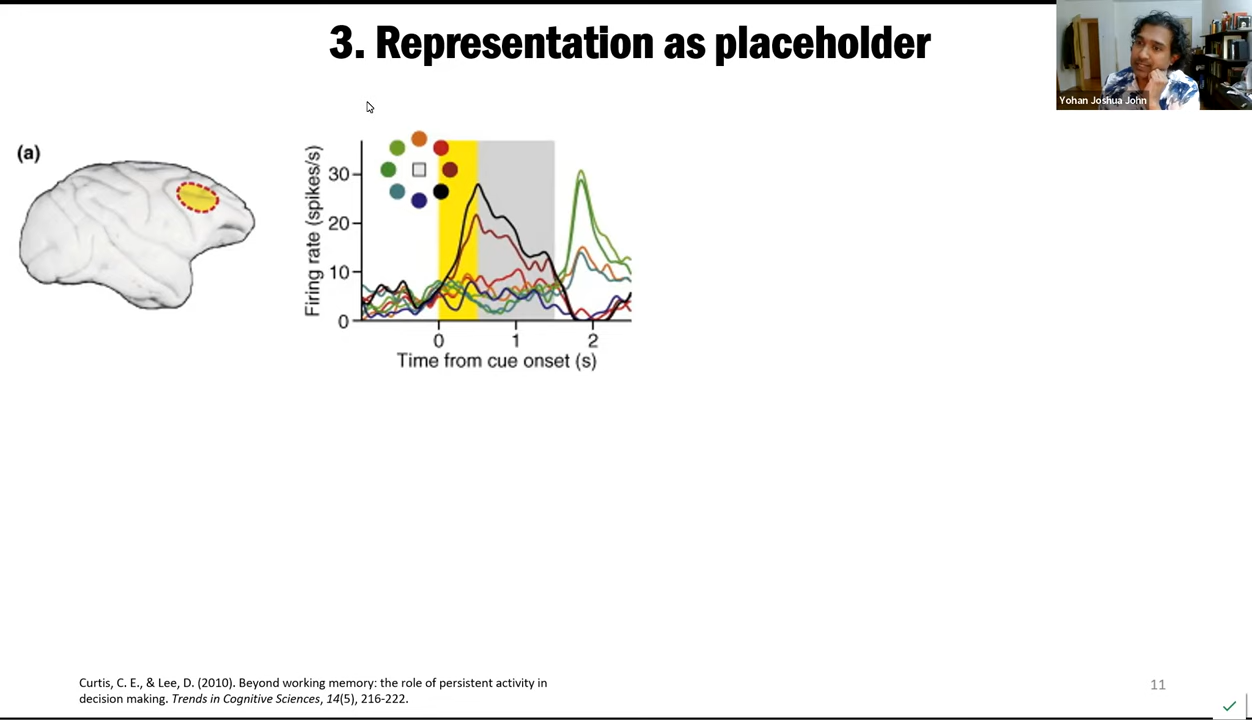 3. Representation as placeholder
Yohan Joshua John
(a)
Firing rate (spikes/s)
30
20
10
0
0 1 2
Time from cue onset (s)
Curtis, C. E., & Lee, D. (2010). Beyond working memory: the role of persistent activity in
decision making. Trends in Cognitive Sciences, 14(5), 216-222.
11